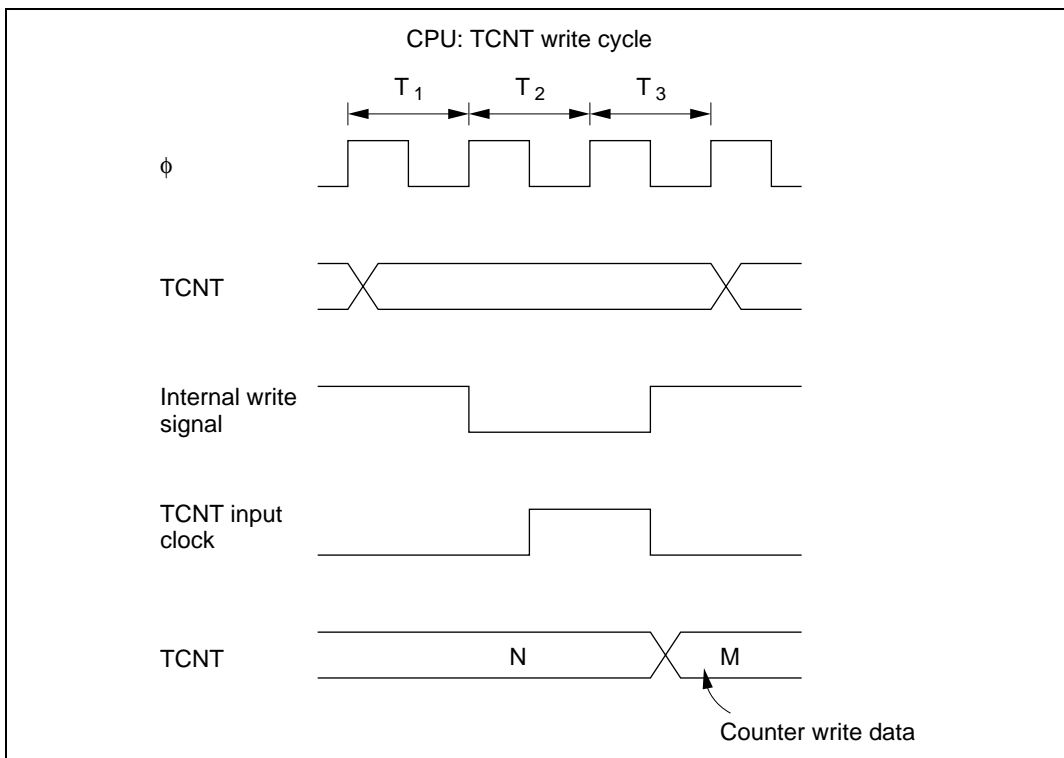 CPU: TCNT write cycle
T1 T2 T3
ϕ
TCNT
Internal write
signal
TCNT input
clock
TCNT N M
Counter write data